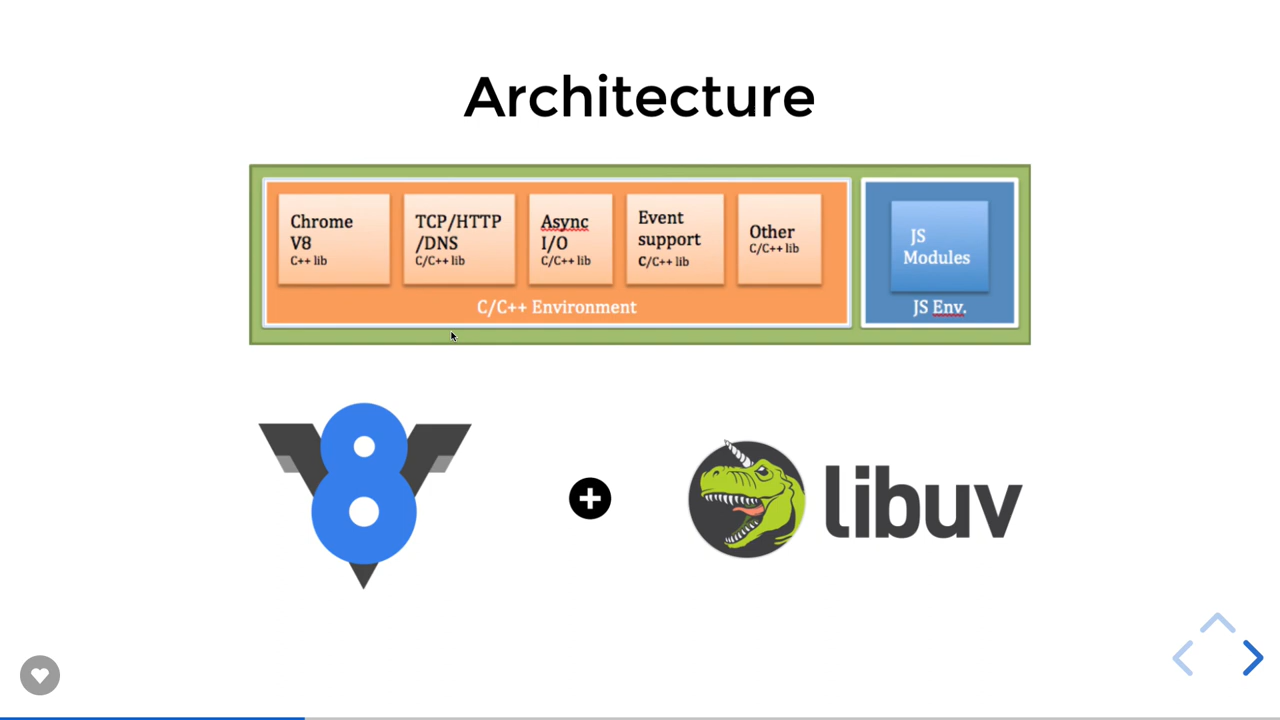 Architecture
Chrome
V8
C++ lib
TCP/HTTP
/DNS
C/C++ lib
Async
I/O
C/C++ lib
Event
support
C/C++ lib
Other
C/C++ lib
C/C++ Environment
JS
Modules
JS Env.
V8
libuv